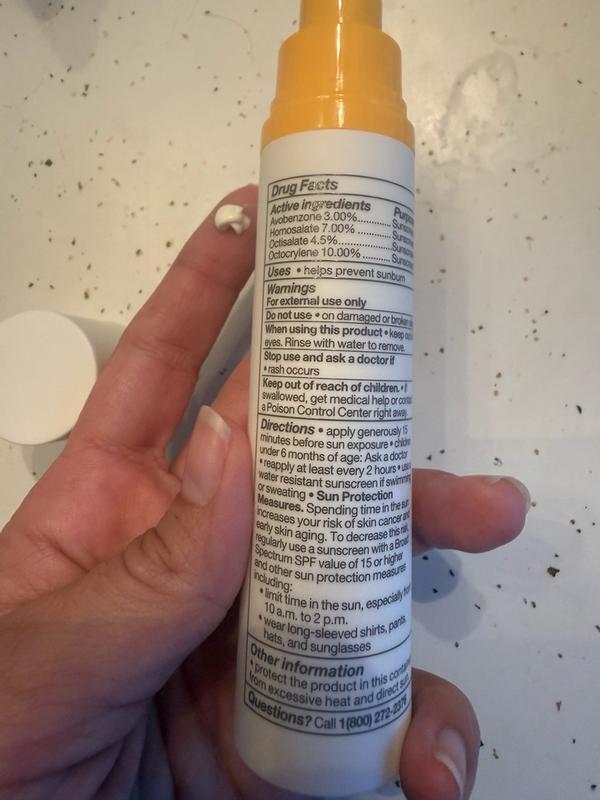 Drug Facts
Active ingredients
Avobenzone 3.00%..........
Homosalate 7.00% ..........
Octisalate 4.5%...............
Octocrylene 10.00% ..........
Uses • helps prevent sunburn
Warnings
For external use only
Do not use • on damaged or broken
When using this product • keep
eyes. Rinse with water to remove.
Stop use and ask a doctor if
• rash occurs
Keep out of reach of children. •
swallowed, get medical help or
a Poison Control Center right away.
Directions • apply generously 15
minutes before sun exposure •
under 6 months of age: Ask a doctor
• reapply at least every 2 hours •
water resistant sunscreen if swimming
or sweating • Sun Protection
Measures. Spending time in the sun
increases your risk of skin cancer and
early skin aging. To decrease this risk,
regularly use a sunscreen with a Broad
Spectrum SPF value of 15 or higher
and other sun protection measures
including:
• limit time in the sun, especially
10 a.m. to 2 p.m.
• wear long-sleeved shirts, pants,
hats, and sunglasses
Other information
• protect the product in this
from excessive heat and direct sun
Questions? Call 1(800)